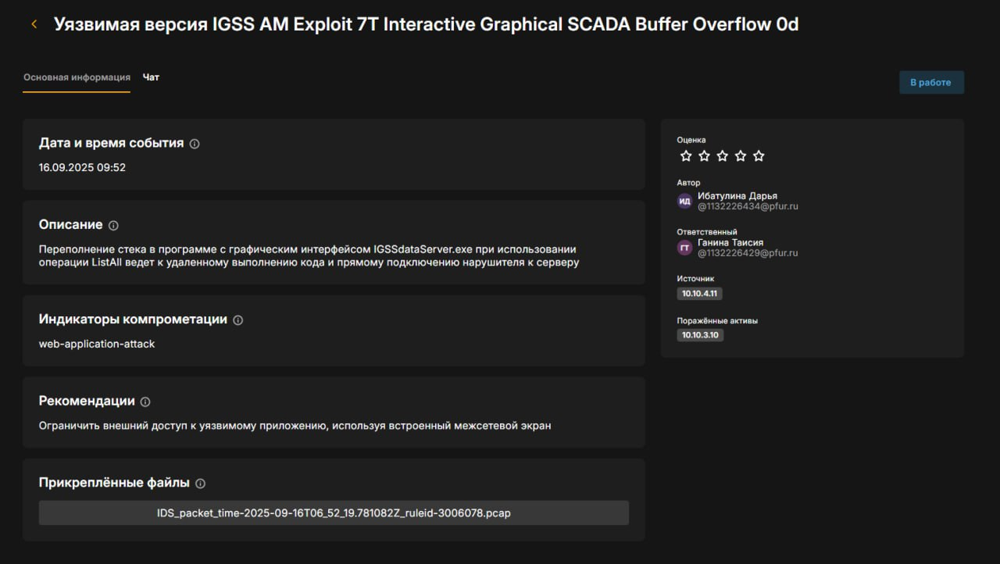 Уязвимая версия IGSS AM Exploit 7T Interactive Graphical SCADA Buffer Overflow 0d
Основная информация
Чат
В работе
Дата и время события
16.09.2025 09:52
Описание
Переполнение стека в программе с графическим интерфейсом IGSSdataServer.exe при использовании
операции ListAll ведет к удаленному выполнению кода и прямому подключению нарушителя к серверу
Индикаторы компрометации
web-application-attack
Рекомендации
Ограничить внешний доступ к уязвимому приложению, используя встроенный межсетевой экран
Прикреплённые файлы
IDS_packet_time-2025-09-16T06_52_19.781082Z_ruleid-3006078.pcap
Оценка
Автор
ИД
Ибатулина Дарья
@1132226434@pfur.ru
Ответственный
ГТ
Ганина Таисия
@1132226429@pfur.ru
Источник
10.10.4.11
Поражённые активы
10.10.3.10